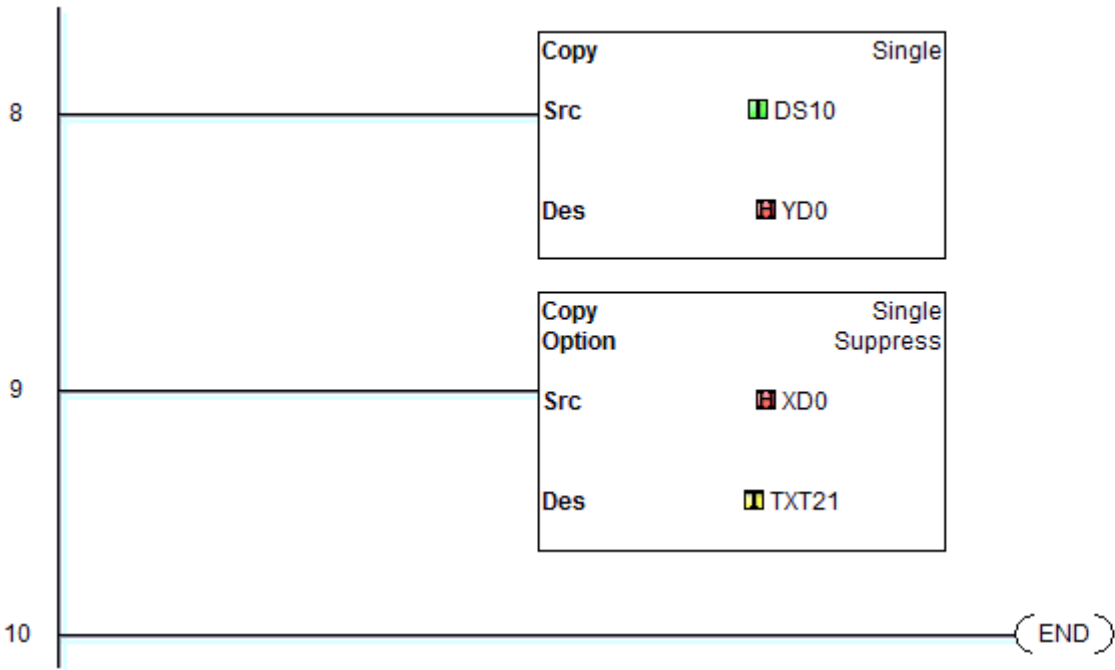 Copy Single
8 Src I DS10
Des H YD0
Copy Single
Option Suppress
9 Src H XD0
Des T TXT21
10 END